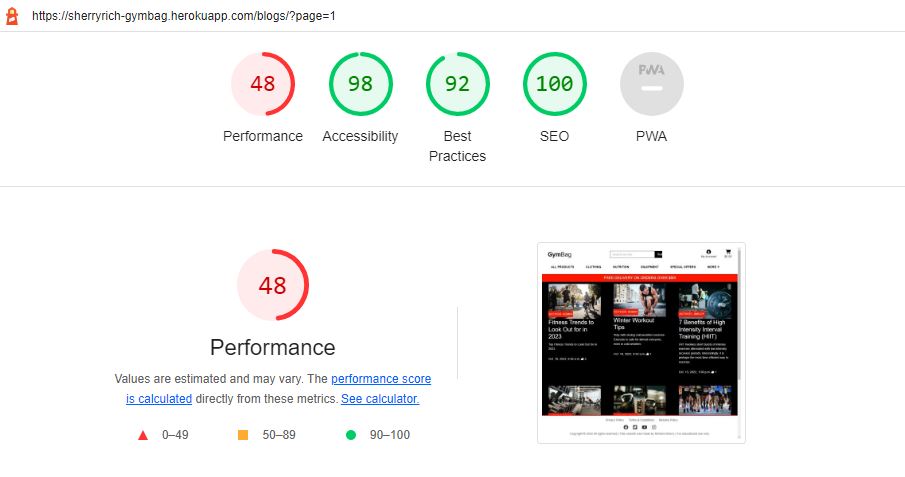 https://sherryrich-gymbag.herokuapp.com/blogs/?page=1
48
98
92
100
PWA
Performance
Accessibility
Best
Practices
SEO
PWA
48
Performance
Values are estimated and may vary. The performance score
is calculated directly from these metrics. See calculator.
0–49
50–89
90–100
GymBag
ALL PRODUCTS CLOTHING NUTRITION EQUIPMENT SPECIAL OFFERS MORE
Fitness Trends to
Look Out for in
2023
Winter Workout
Tips
7 Benefits of High
Intensity Interval
Training (HIIT)